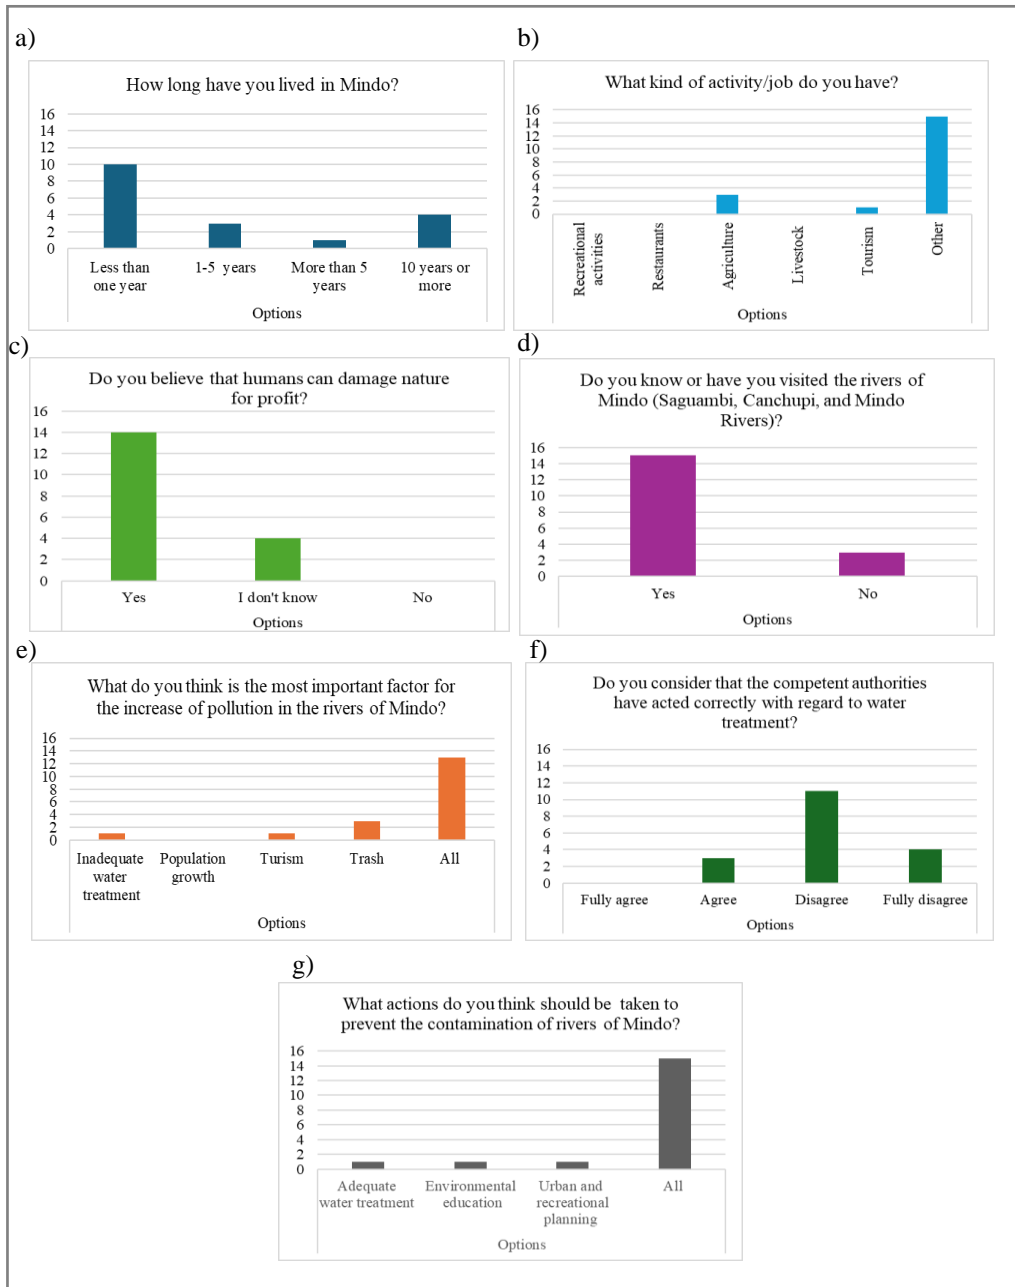 a)
How long have you lived in Mindo?
16
14
12
10
8
6
4
2
0
Less than
one year
1-5 years
More than 5
years
10 years or
more
Options
b)
What kind of activity/job do you have?
16
14
12
10
8
6
4
2
0
Recreational
activities
Restaurants
Agriculture
Livestock
Tourism
Other
Options
c)
Do you believe that humans can damage nature
for profit?
16
14
12
10
8
6
4
2
0
Yes
I don't know
No
Options
d)
Do you know or have you visited the rivers of
Mindo (Saguambi, Canchupi, and Mindo
Rivers)?
16
14
12
10
8
6
4
2
0
Yes
No
Options
e)
What do you think is the most important factor for
the increase of pollution in the rivers of Mindo?
16
14
12
10
8
6
4
2
0
Inadequate
water
treatment
Population
growth
Turism
Trash
All
Options
f)
Do you consider that the competent authorities
have acted correctly with regard to water
treatment?
16
14
12
10
8
6
4
2
0
Fully agree
Agree
Disagree
Fully disagree
Options
g)
What actions do you think should be taken to
prevent the contamination of rivers of Mindo?
16
14
12
10
8
6
4
2
0
Adequate
water treatment
Environmental
education
Urban and
recreational
planning
All
Options